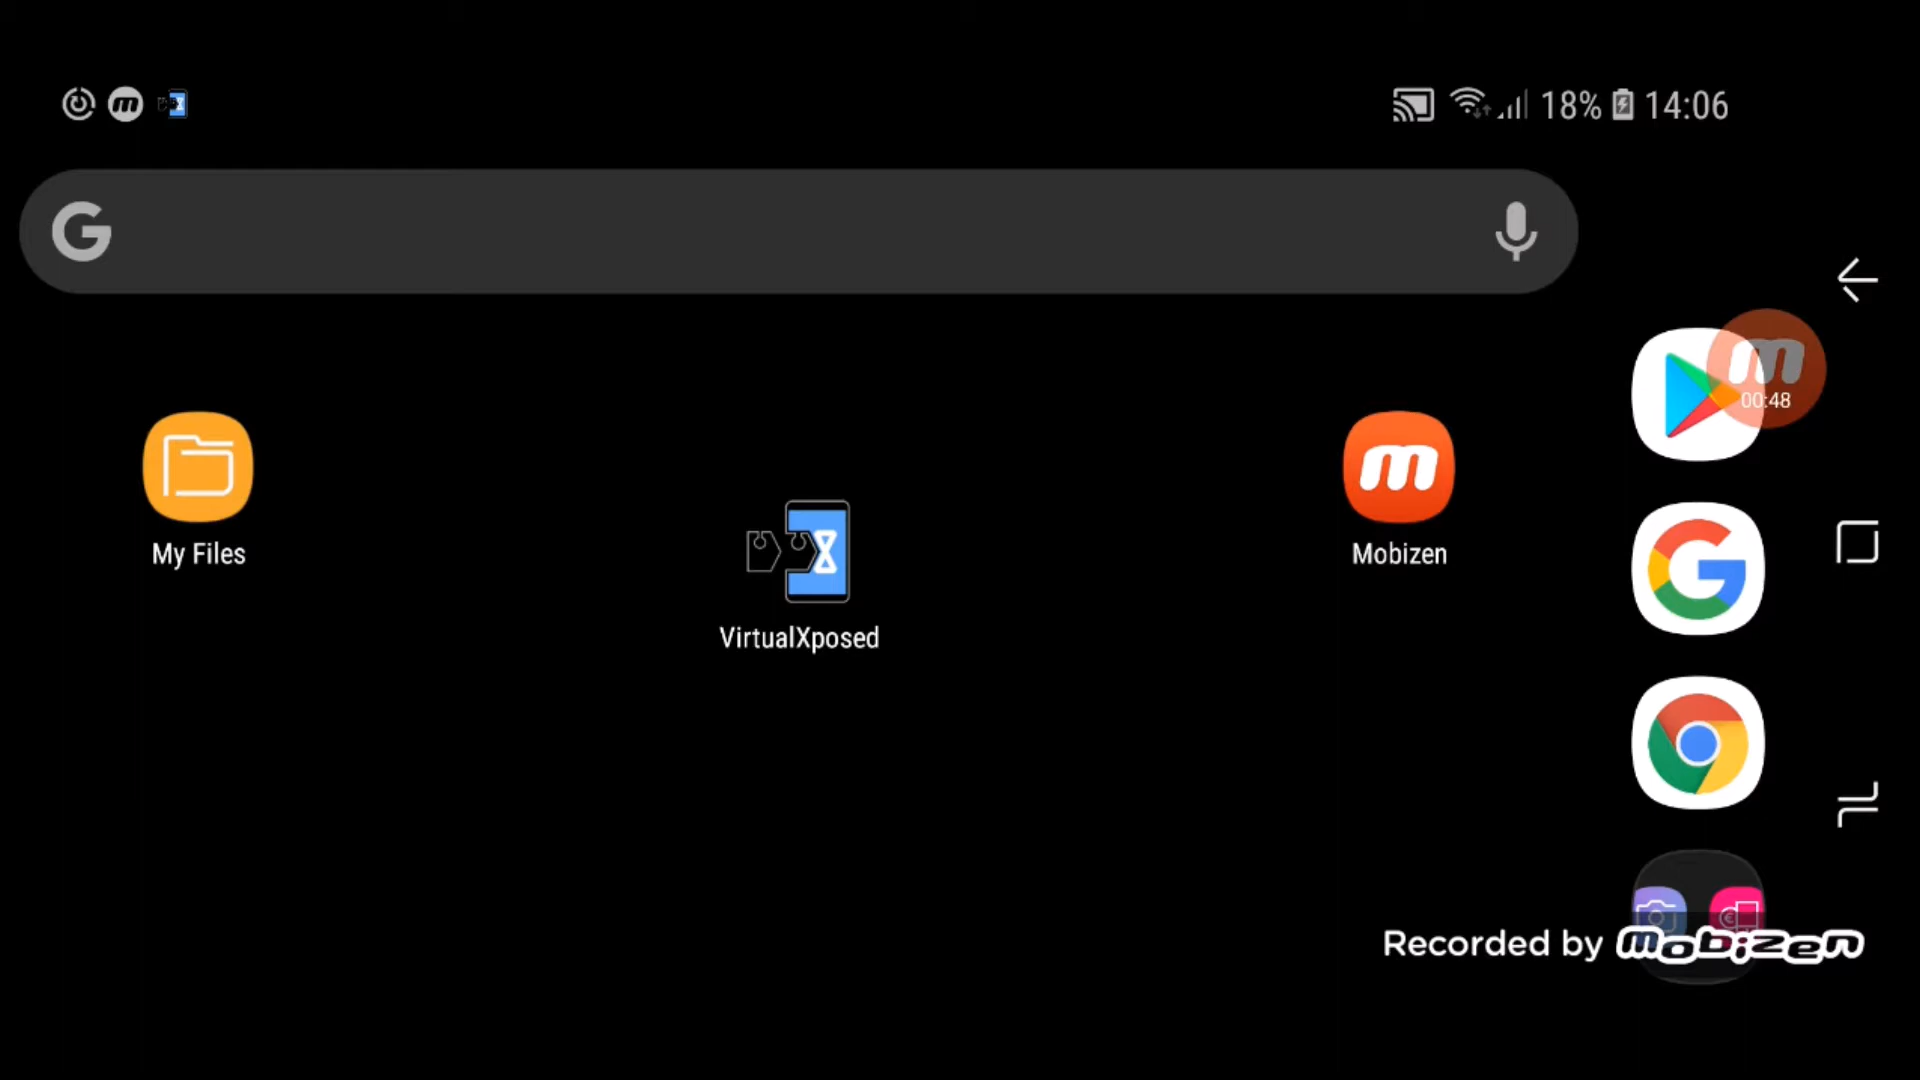 18% 14:06
00:48
My Files
VirtualXposed
Mobizen
Recorded by mobizen